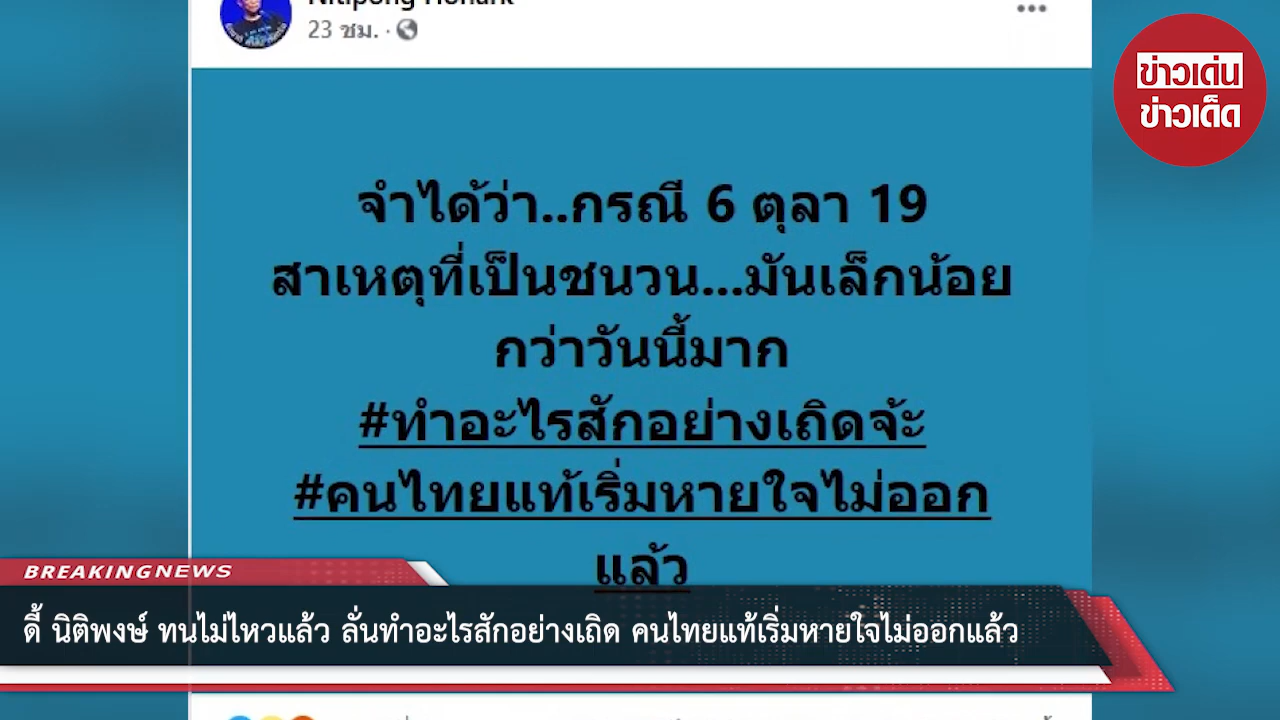 23 ชม.
ข่าวเด่น
ข่าวเด็ด
จำได้ว่า..กรณี 6 ตุลา 19
สาเหตุที่เป็นชนวน...มันเล็กน้อย
กว่าวันนี้มาก
#ทำอะไรสักอย่างเถิดจ้ะ
#คนไทยแท้เริ่มหายใจไม่ออก
แล้ว
BREAKING NEWS
ดี้ นิติพงษ์ ทนไม่ไหวแล้ว ลั่นทำอะไรสักอย่างเถิด คนไทยแท้เริ่มหายใจไม่ออกแล้ว